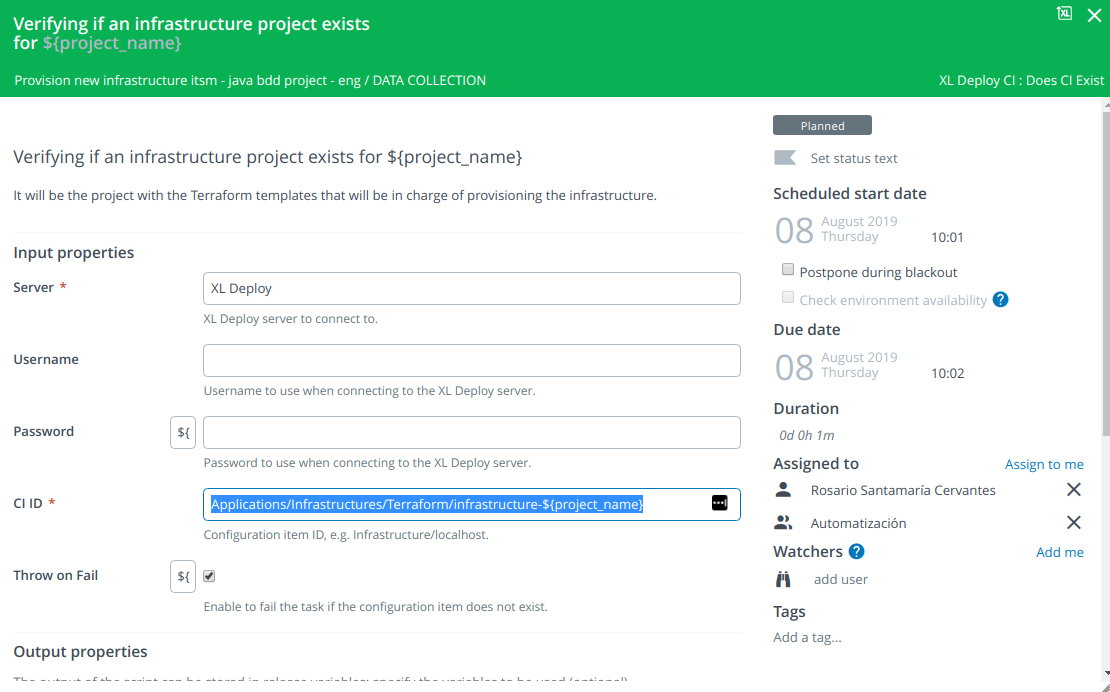 Verifying if an infrastructure project exists
for ${project_name}
XL
Provision new infrastructure itsm - java bdd project - eng / DATA COLLECTION
XL Deploy CI : Does CI Exist
Verifying if an infrastructure project exists for ${project_name}
It will be the project with the Terraform templates that will be in charge of provisioning the infrastructure.
Input properties
Server *
XL Deploy
XL Deploy server to connect to.
Username
Username to use when connecting to the XL Deploy server.
Password
${
Password to use when connecting to the XL Deploy server.
CI ID *
Applications/Infrastructures/Terraform/infrastructure-${project_name}
Configuration item ID, e.g. Infrastructure/localhost.
Throw on Fail
${
Enable to fail the task if the configuration item does not exist.
Output properties
The output of the script can be stored in release variables; specify the variables to be used (optional)
Planned
Set status text
Scheduled start date
08
August 2019
Thursday
10:01
Postpone during blackout
Check environment availability ?
Due date
08
August 2019
Thursday
10:02
Duration
0d 0h 1m
Assigned to
Assign to me
Rosario Santamaría Cervantes
Automatización
Watchers ?
Add me
add user
Tags
Add a tag...